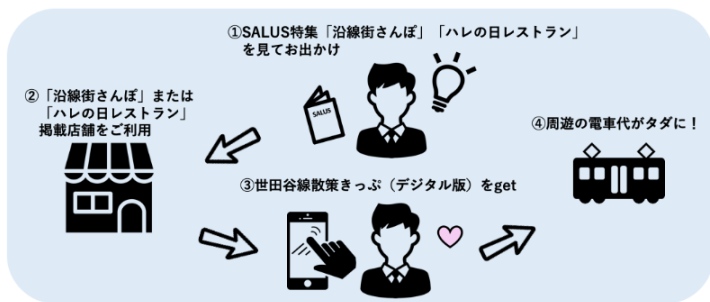 ①SALUS特集「沿線街さんぽ」「ハレの日レストラン」
を見てお出かけ
SALUS
②「沿線街さんぽ」または
「ハレの日レストラン」
掲載店舗をご利用
③世田谷線散策きっぷ（デジタル版）をget
④周遊の電車代がタダに！